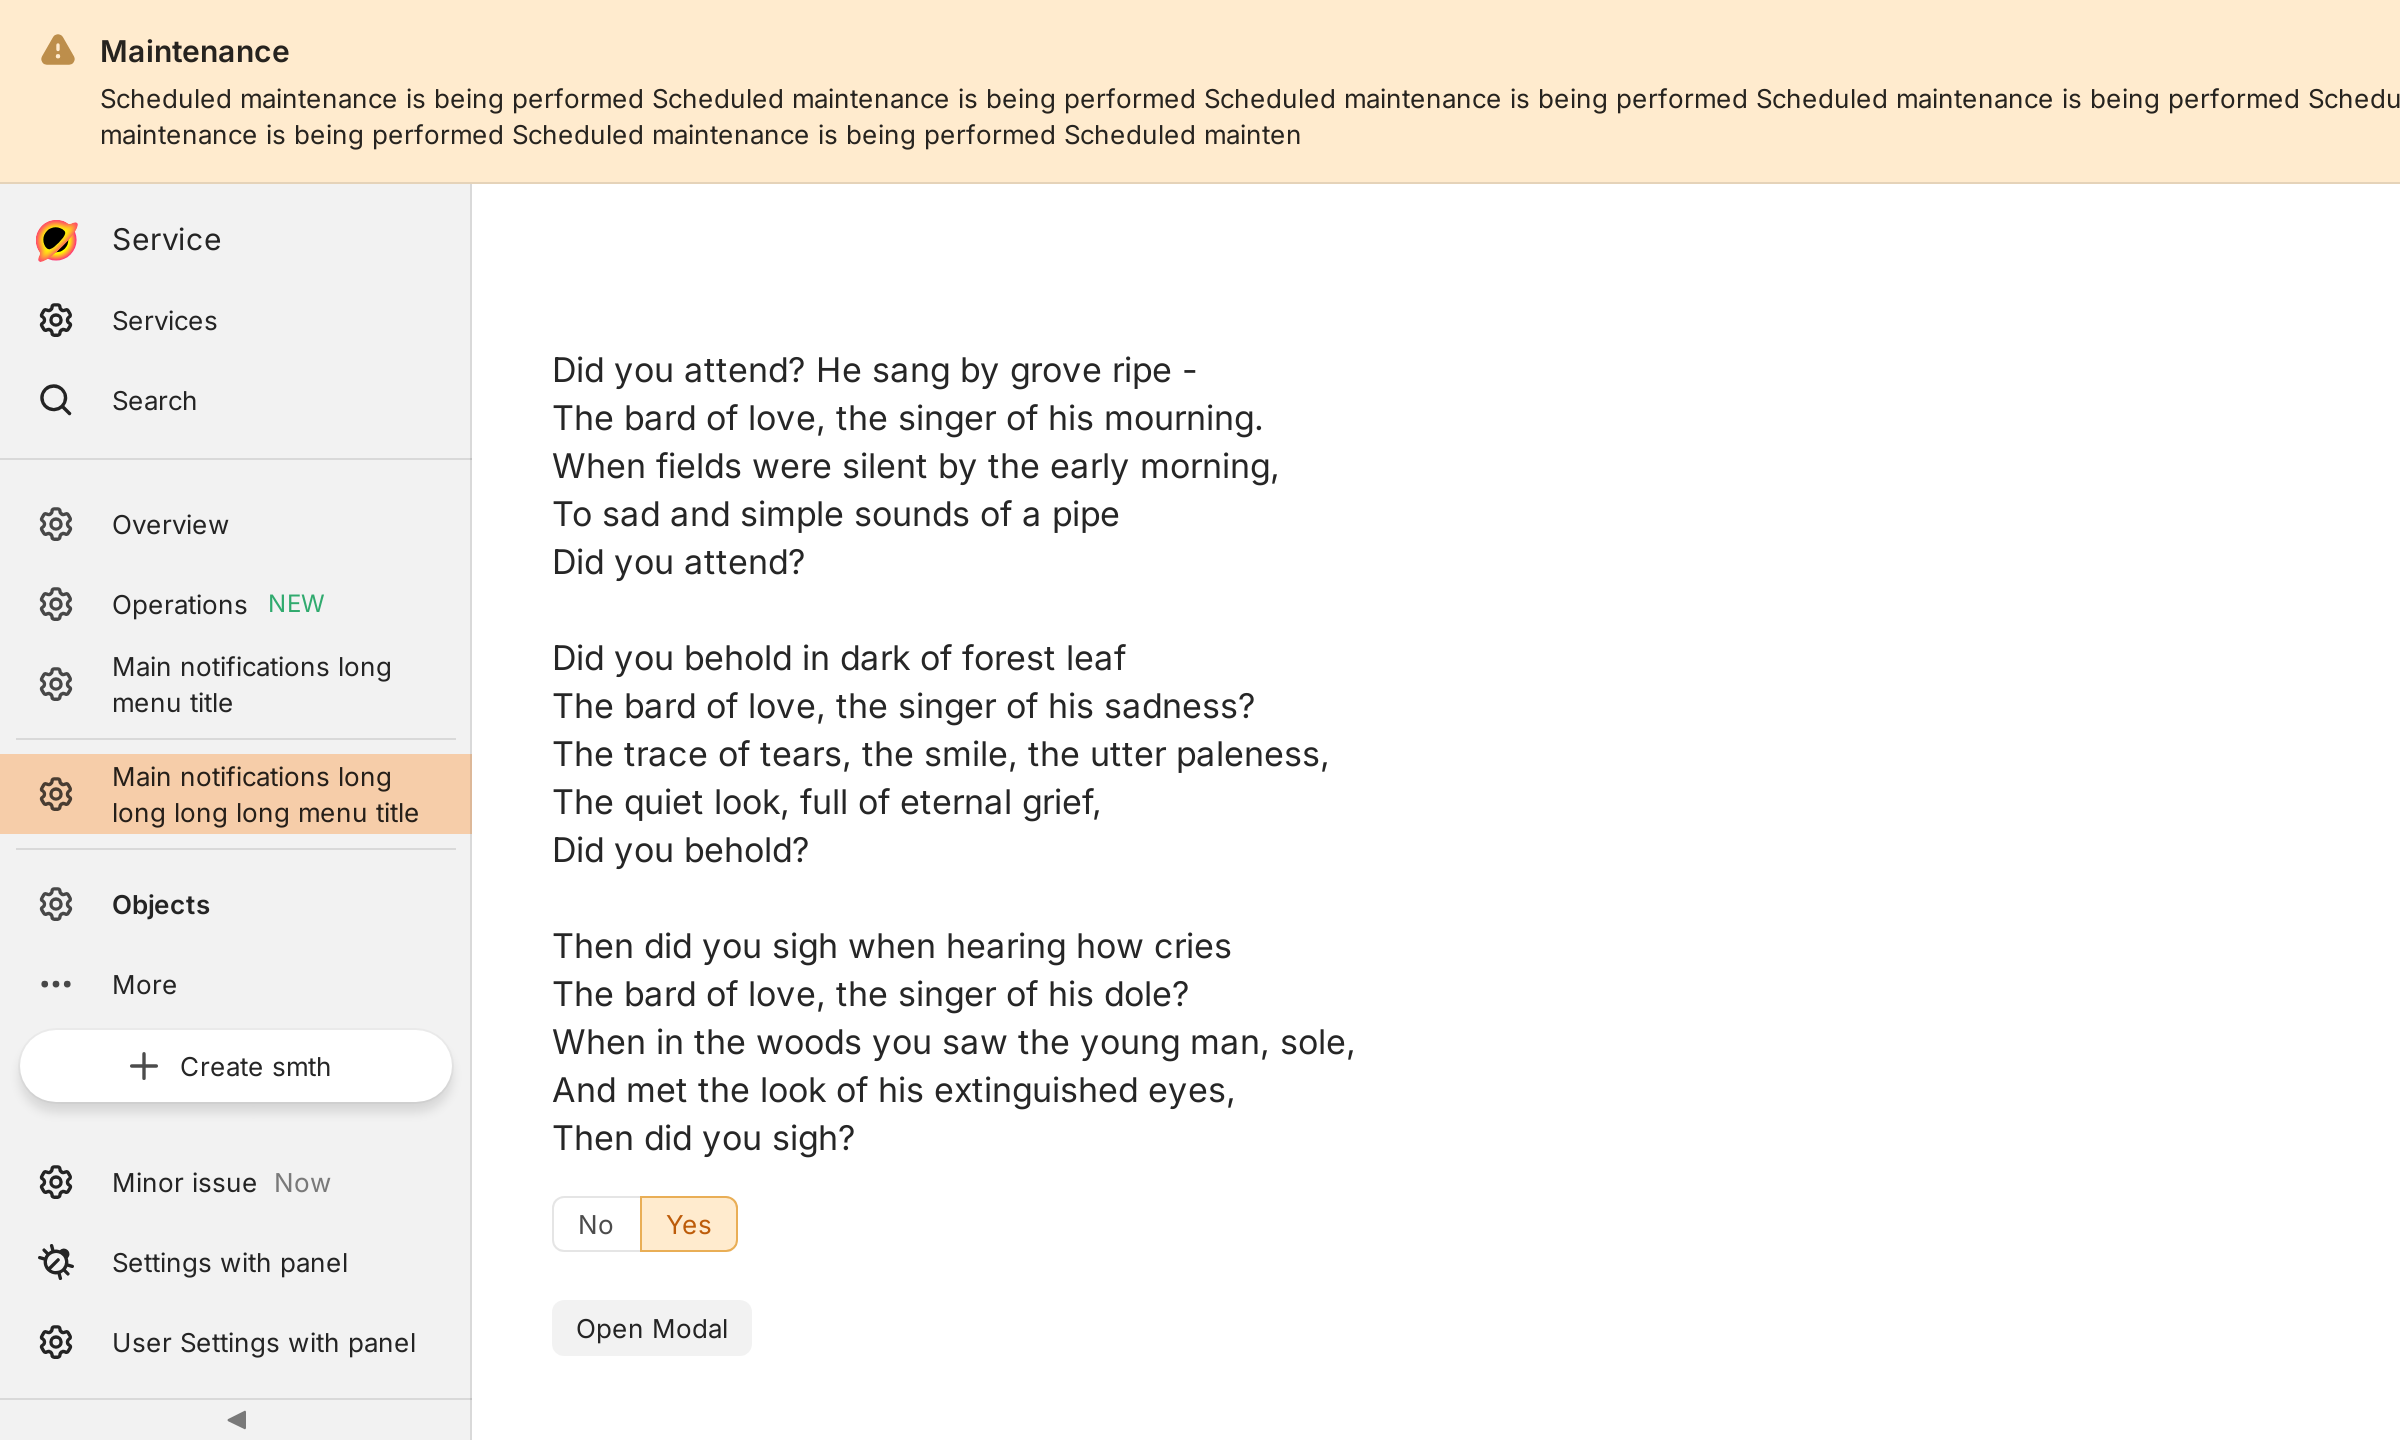 Maintenance
Scheduled maintenance is being performed Scheduled maintenance is being performed Scheduled maintenance is being performed Scheduled maintenance is being performed Schedu
maintenance is being performed Scheduled maintenance is being performed Scheduled mainten
Service
Services
Search
Overview
Operations NEW
Main notifications long
menu title
Main notifications long
long long long menu title
Objects
More
Create smth
Minor issue Now
Settings with panel
User Settings with panel
Did you attend? He sang by grove ripe -
The bard of love, the singer of his mourning.
When fields were silent by the early morning,
To sad and simple sounds of a pipe
Did you attend?
Did you behold in dark of forest leaf
The bard of love, the singer of his sadness?
The trace of tears, the smile, the utter paleness,
The quiet look, full of eternal grief,
Did you behold?
Then did you sigh when hearing how cries
The bard of love, the singer of his dole?
When in the woods you saw the young man, sole,
And met the look of his extinguished eyes,
Then did you sigh?
No Yes
Open Modal